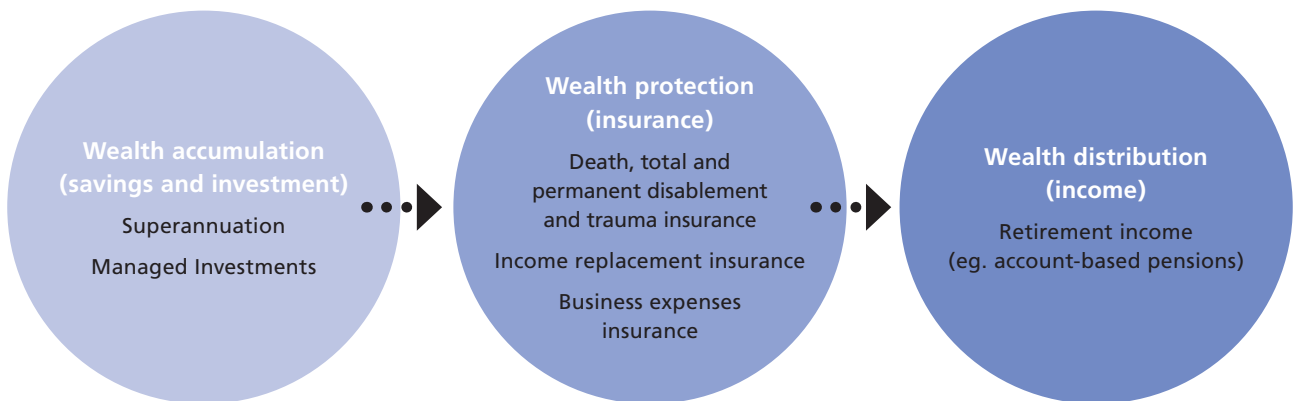 Wealth accumulation
(savings and investment)
Superannuation
Managed Investments
Wealth protection
(insurance)
Death, total and
permanent disablement
and trauma insurance
Income replacement insurance
Business expenses
insurance
Wealth distribution
(income)
Retirement income
(eg. account-based pensions)